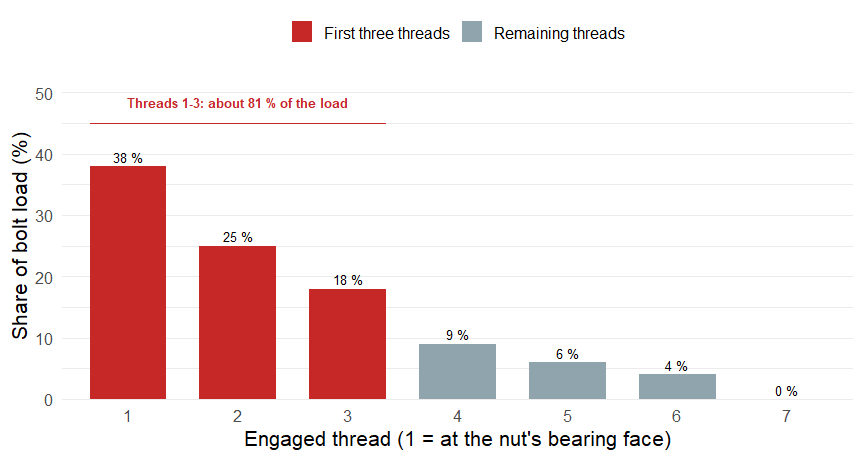 First three threads Remaining threads
Threads 1-3: about 81 % of the load
Share of bolt load (%)
50
40
30
20
10
0
38 %
25 %
18 %
9 %
6 %
4 %
0 %
1 2 3 4 5 6 7
Engaged thread (1 = at the nut's bearing face)